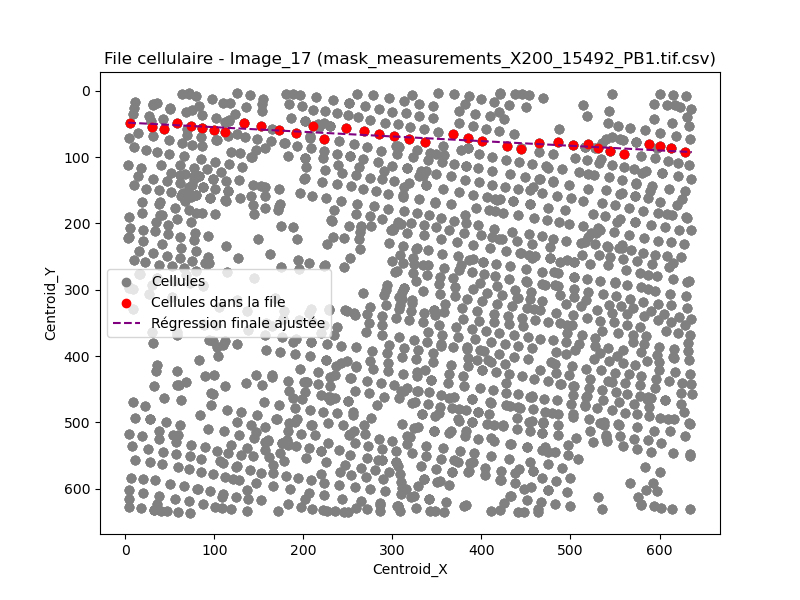 File cellulaire - Image_17 (mask_measurements_X200_15492_PB1.tif.csv)
Centroid_Y
0
100
200
300
400
500
600
Cellules
Cellules dans la file
Régression finale ajustée
0 100 200 300 400 500 600
Centroid_X